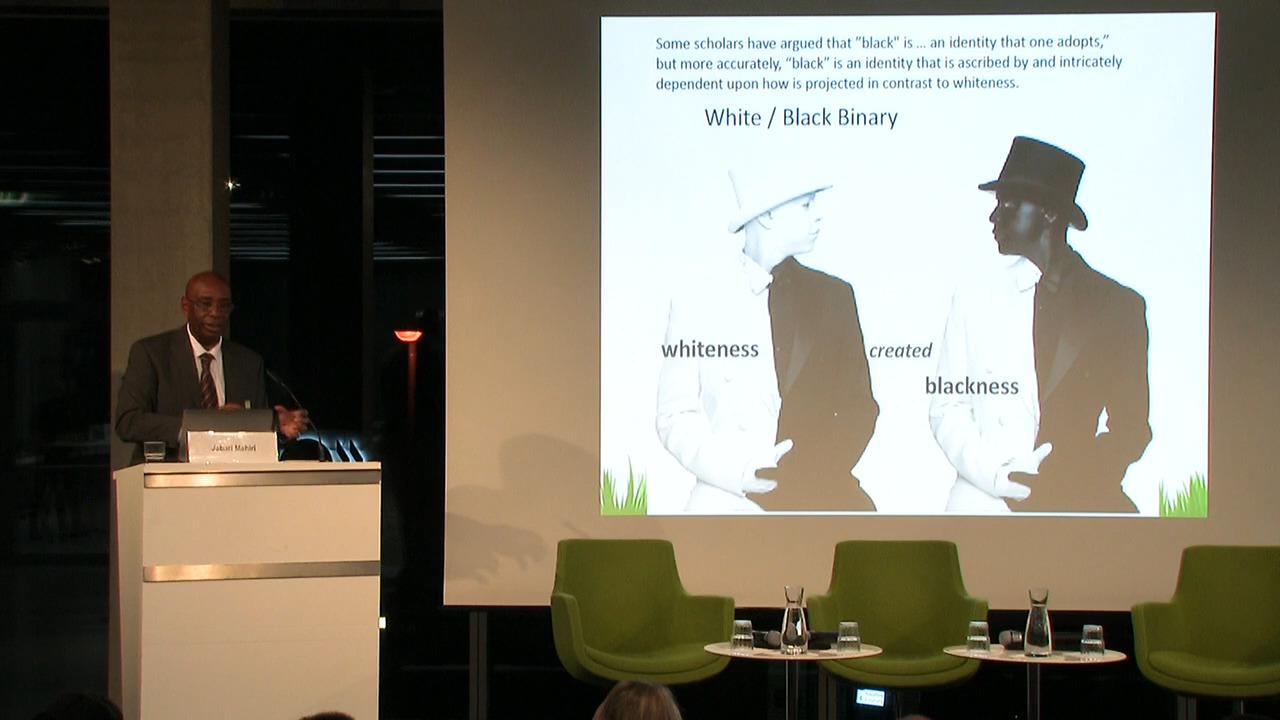 Some scholars have argued that "black" is ... an identity that one adopts,"
but more accurately, “black” is an identity that is ascribed by and intricately
dependent upon how is projected in contrast to whiteness.
White / Black Binary
whiteness
created
blackness
Jabari Mahiri